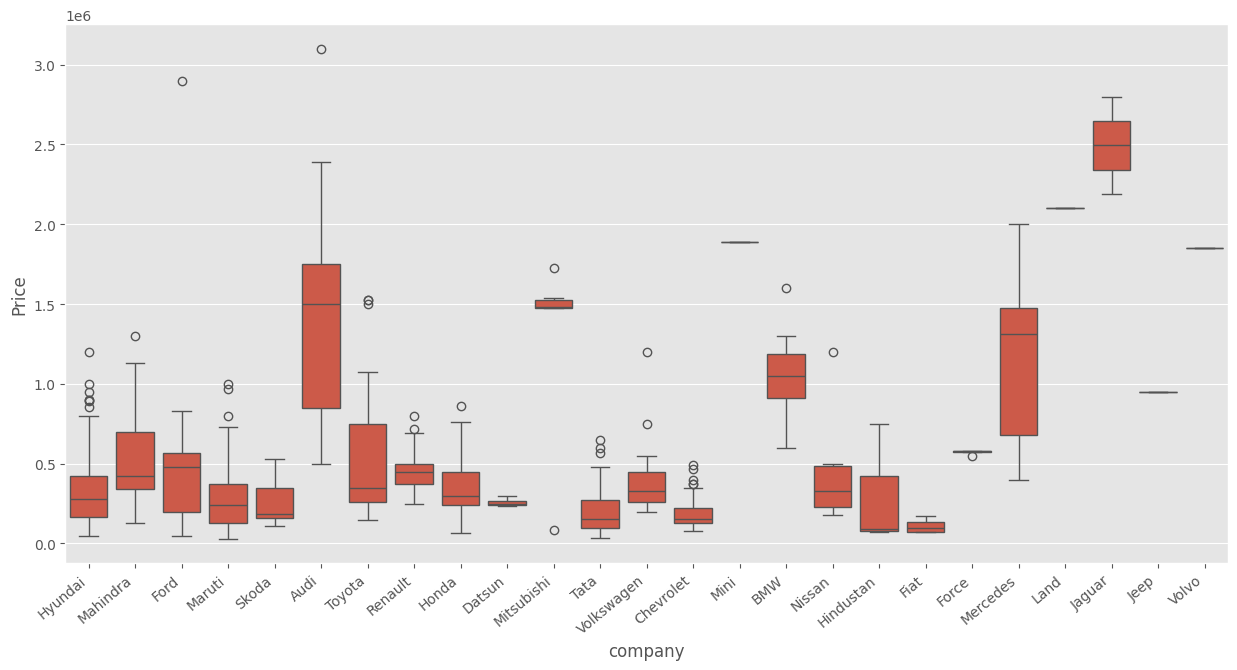 1e6
3.0
2.5
2.0
1.5
1.0
0.5
0.0
Price
Hyundai
Mahindra
Ford
Maruti
Skoda
Audi
Toyota
Renault
Honda
Datsun
Mitsubishi
Tata
Volkswagen
Chevrolet
Mini
BMW
Nissan
Hindustan
Fiat
Force
Mercedes
Land
Jaguar
Jeep
Volvo
company